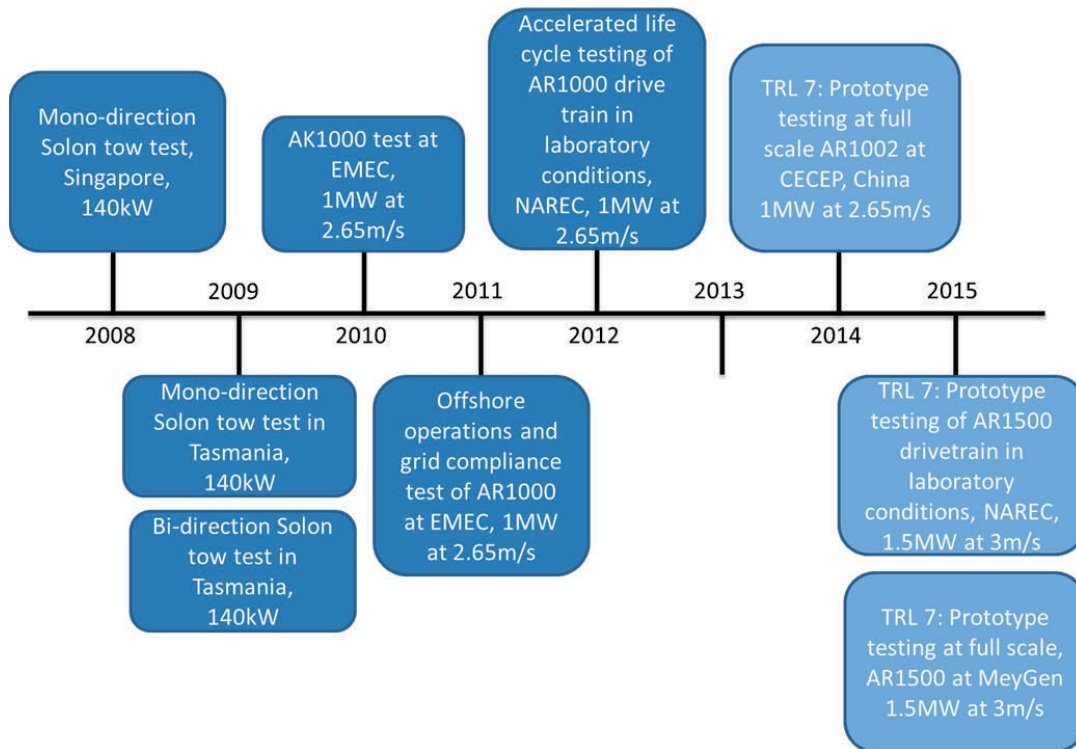 Mono-direction
Solon tow test,
Singapore,
140kW
AK1000 test at
EMEC,
1MW at
2.65m/s
Accelerated life
cycle testing of
AR1000 drive
train in
laboratory
conditions,
NAREC, 1MW at
2.65m/s
TRL 7: Prototype
testing at full
scale AR1002 at
CECEP, China
1MW at 2.65m/s
2009
2011
2013
2015
2008
2010
2012
2014
Mono-direction
Solon tow test in
Tasmania,
140kW
Bi-direction Solon
tow test in
Tasmania,
140kW
Offshore
operations and
grid compliance
test of AR1000
at EMEC, 1MW
at 2.65m/s
TRL 7: Prototype
testing of AR1500
drivetrain in
laboratory
conditions, NAREC,
1.5MW at 3m/s
TRL 7: Prototype
testing at full scale,
AR1500 at MeyGen
1.5MW at 3m/s